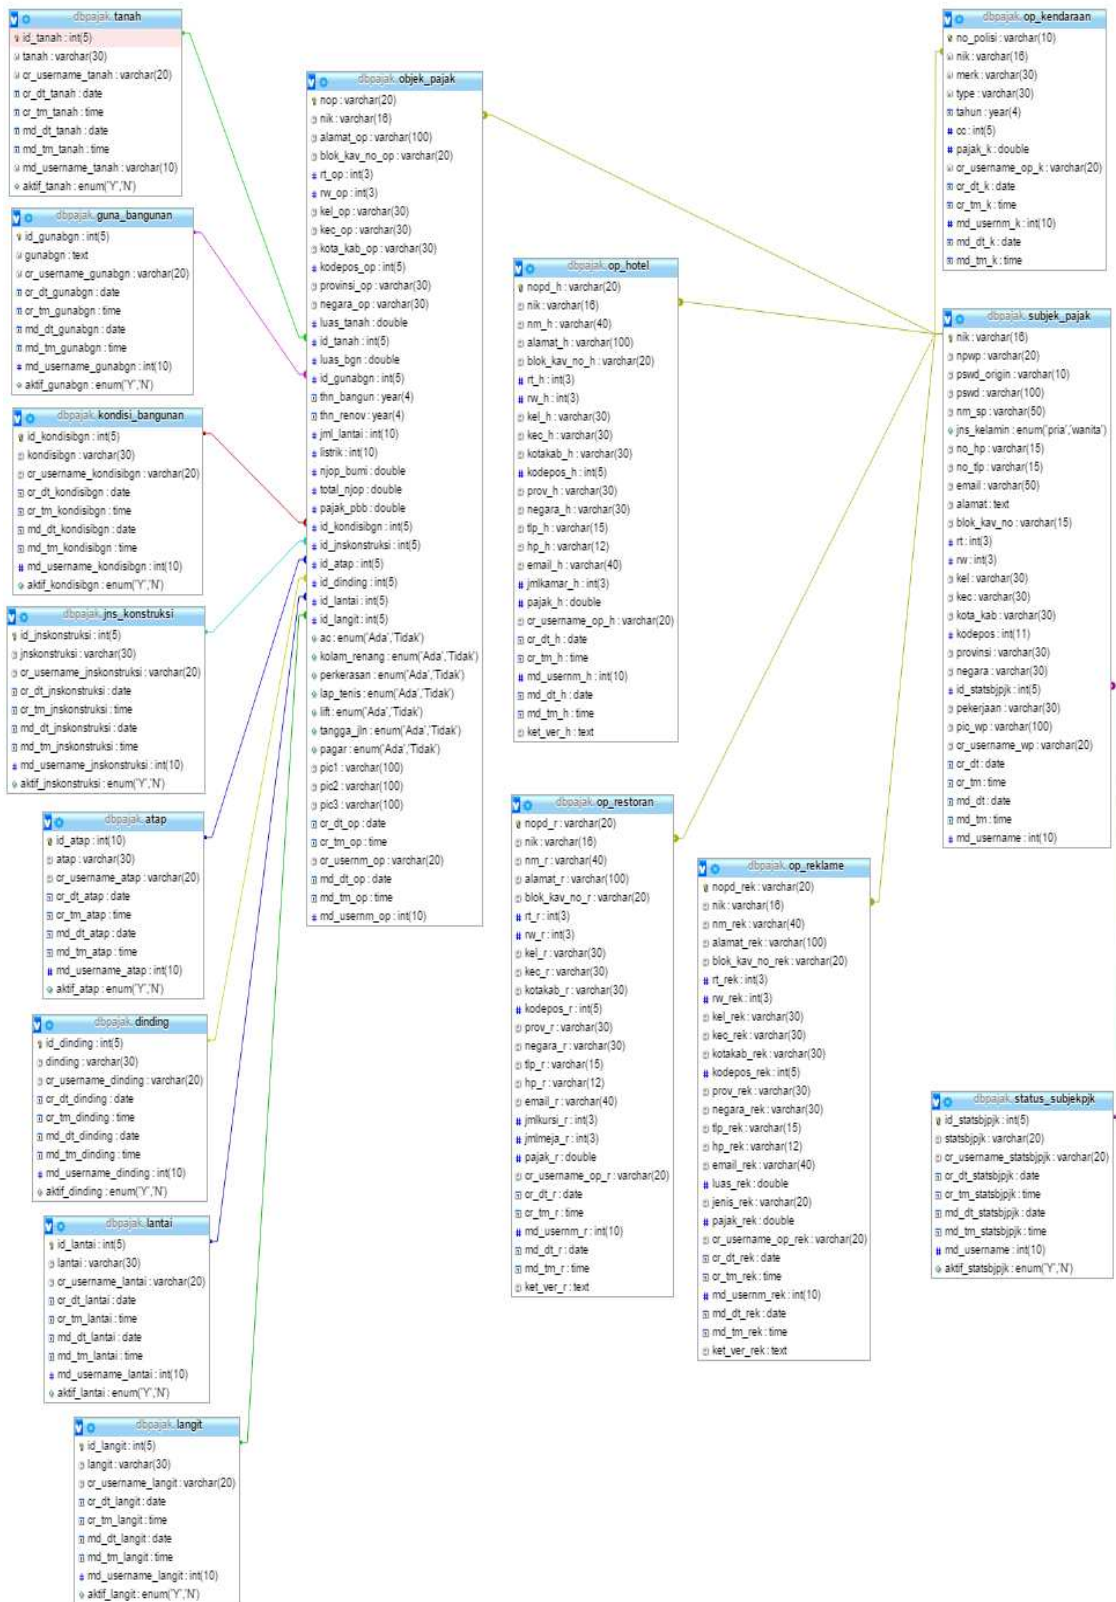 dbpajak.tanah
id_tanah : int(5)
tanah : varchar(30)
cr_username_tanah : varchar(20)
cr_dt_tanah : date
cr_tm_tanah : time
md_dt_tanah : date
md_tm_tanah : time
md_username_tanah : varchar(10)
aktif_tanah : enum('Y','N')
dbpajak.guna_bangunan
id_gunabgn : int(5)
gunabgn : text
cr_username_gunabgn : varchar(20)
cr_dt_gunabgn : date
cr_tm_gunabgn : time
md_dt_gunabgn : date
md_tm_gunabgn : time
md_username_gunabgn : int(10)
aktif_gunabgn : enum('Y','N')
dbpajak.kondisi_bangunan
id_kondisibgn : int(5)
kondisibgn : varchar(30)
cr_username_kondisibgn : varchar(20)
cr_dt_kondisibgn : date
cr_tm_kondisibgn : time
md_dt_kondisibgn : date
md_tm_kondisibgn : time
md_username_kondisibgn : int(10)
aktif_kondisibgn : enum('Y','N')
dbpajak.jns_konstruksi
id_jnskonstruksi : int(5)
jnskonstruksi : varchar(30)
cr_username_jnskonstruksi : varchar(20)
cr_dt_jnskonstruksi : date
cr_tm_jnskonstruksi : time
md_dt_jnskonstruksi : date
md_tm_jnskonstruksi : time
md_username_jnskonstruksi : int(10)
aktif_jnskonstruksi : enum('Y','N')
dbpajak.atap
id_atap : int(10)
atap : varchar(30)
cr_username_atap : varchar(20)
cr_dt_atap : date
cr_tm_atap : time
md_dt_atap : date
md_tm_atap : time
md_username_atap : int(10)
aktif_atap : enum('Y','N')
dbpajak.dinding
id_dinding : int(5)
dinding : varchar(30)
cr_username_dinding : varchar(20)
cr_dt_dinding : date
cr_tm_dinding : time
md_dt_dinding : date
md_tm_dinding : time
md_username_dinding : int(10)
aktif_dinding : enum('Y','N')
dbpajak.lantai
id_lantai : int(5)
lantai : varchar(30)
cr_username_lantai : varchar(20)
cr_dt_lantai : date
cr_tm_lantai : time
md_dt_lantai : date
md_tm_lantai : time
md_username_lantai : int(10)
aktif_lantai : enum('Y','N')
dbpajak.langit
id_langit : int(5)
langit : varchar(30)
cr_username_langit : varchar(20)
cr_dt_langit : date
cr_tm_langit : time
md_dt_langit : date
md_tm_langit : time
md_username_langit : int(10)
aktif_langit : enum('Y','N')
dbpajak.objek_pajak
nop : varchar(20)
nik : varchar(16)
alamat_op : varchar(100)
blok_kav_no_op : varchar(20)
rt_op : int(3)
rw_op : int(3)
kel_op : varchar(30)
kec_op : varchar(30)
kota_kab_op : varchar(30)
kodepos_op : int(5)
provinsi_op : varchar(30)
negara_op : varchar(30)
luas_tanah : double
id_tanah : int(5)
luas_bgn : double
id_gunabgn : int(5)
thn_bangun : year(4)
thn_renov : year(4)
jml_lantai : int(10)
listrik : int(10)
njop_bumi : double
total_njop : double
pajak_pbb : double
id_kondisibgn : int(5)
id_jnskonstruksi : int(5)
id_atap : int(5)
id_dinding : int(5)
id_lantai : int(5)
id_langit : int(5)
ac : enum('Ada','Tidak')
kolam_renang : enum('Ada','Tidak')
perkerasan : enum('Ada','Tidak')
lap_tenis : enum('Ada','Tidak')
lift : enum('Ada','Tidak')
tangga_jln : enum('Ada','Tidak')
pagar : enum('Ada','Tidak')
pic1 : varchar(100)
pic2 : varchar(100)
pic3 : varchar(100)
cr_dt_op : date
cr_tm_op : time
cr_usernm_op : varchar(20)
md_dt_op : date
md_tm_op : time
md_usernm_op : int(10)
dbpajak.op_hotel
nopd_h : varchar(20)
nik : varchar(16)
nm_h : varchar(40)
alamat_h : varchar(100)
blok_kav_no_h : varchar(20)
rt_h : int(3)
rw_h : int(3)
kel_h : varchar(30)
kec_h : varchar(30)
kotakab_h : varchar(30)
kodepos_h : int(5)
prov_h : varchar(30)
negara_h : varchar(30)
tlp_h : varchar(15)
hp_h : varchar(12)
email_h : varchar(40)
jmlkamar_h : int(3)
pajak_h : double
cr_username_op_h : varchar(20)
cr_dt_h : date
cr_tm_h : time
md_usernm_h : int(10)
md_dt_h : date
md_tm_h : time
ket_ver_h : text
dbpajak.op_restoran
nopd_r : varchar(20)
nik : varchar(16)
nm_r : varchar(40)
alamat_r : varchar(100)
blok_kav_no_r : varchar(20)
rt_r : int(3)
rw_r : int(3)
kel_r : varchar(30)
kec_r : varchar(30)
kotakab_r : varchar(30)
kodepos_r : int(5)
prov_r : varchar(30)
negara_r : varchar(30)
tlp_r : varchar(15)
hp_r : varchar(12)
email_r : varchar(40)
jmlkursi_r : int(3)
jmlmeja_r : int(3)
pajak_r : double
cr_username_op_r : varchar(20)
cr_dt_r : date
cr_tm_r : time
md_usernm_r : int(10)
md_dt_r : date
md_tm_r : time
ket_ver_r : text
dbpajak.op_reklame
nopd_rek : varchar(20)
nik : varchar(16)
nm_rek : varchar(40)
alamat_rek : varchar(100)
blok_kav_no_rek : varchar(20)
rt_rek : int(3)
rw_rek : int(3)
kel_rek : varchar(30)
kec_rek : varchar(30)
kotakab_rek : varchar(30)
kodepos_rek : int(5)
prov_rek : varchar(30)
negara_rek : varchar(30)
tlp_rek : varchar(15)
hp_rek : varchar(12)
email_rek : varchar(40)
luas_rek : double
jenis_rek : varchar(20)
pajak_rek : double
cr_username_op_rek : varchar(20)
cr_dt_rek : date
cr_tm_rek : time
md_usernm_rek : int(10)
md_dt_rek : date
md_tm_rek : time
ket_ver_rek : text
dbpajak.op_kendaraan
no_polisi : varchar(10)
nik : varchar(16)
merk : varchar(30)
type : varchar(30)
tahun : year(4)
cc : int(5)
pajak_k : double
cr_username_op_k : varchar(20)
cr_dt_k : date
cr_tm_k : time
md_usernm_k : int(10)
md_dt_k : date
md_tm_k : time
dbpajak.subjek_pajak
nik : varchar(16)
npwp : varchar(20)
pswd_origin : varchar(10)
pswd : varchar(100)
nm_sp : varchar(50)
jns_kelamin : enum('pria','wanita')
no_hp : varchar(15)
no_tlp : varchar(15)
email : varchar(50)
alamat : text
blok_kav_no : varchar(15)
rt : int(3)
rw : int(3)
kel : varchar(30)
kec : varchar(30)
kota_kab : varchar(30)
kodepos : int(11)
provinsi : varchar(30)
negara : varchar(30)
id_statsbjpjk : int(5)
pekerjaan : varchar(30)
pic_wp : varchar(100)
cr_username_wp : varchar(20)
cr_dt : date
cr_tm : time
md_dt : date
md_tm : time
md_username : int(10)
dbpajak.status_subjekpjk
id_statsbjpjk : int(5)
statsbjpjk : varchar(20)
cr_username_statsbjpjk : varchar(20)
cr_dt_statsbjpjk : date
cr_tm_statsbjpjk : time
md_dt_statsbjpjk : date
md_tm_statsbjpjk : time
md_username : int(10)
aktif_statsbjpjk : enum('Y','N')